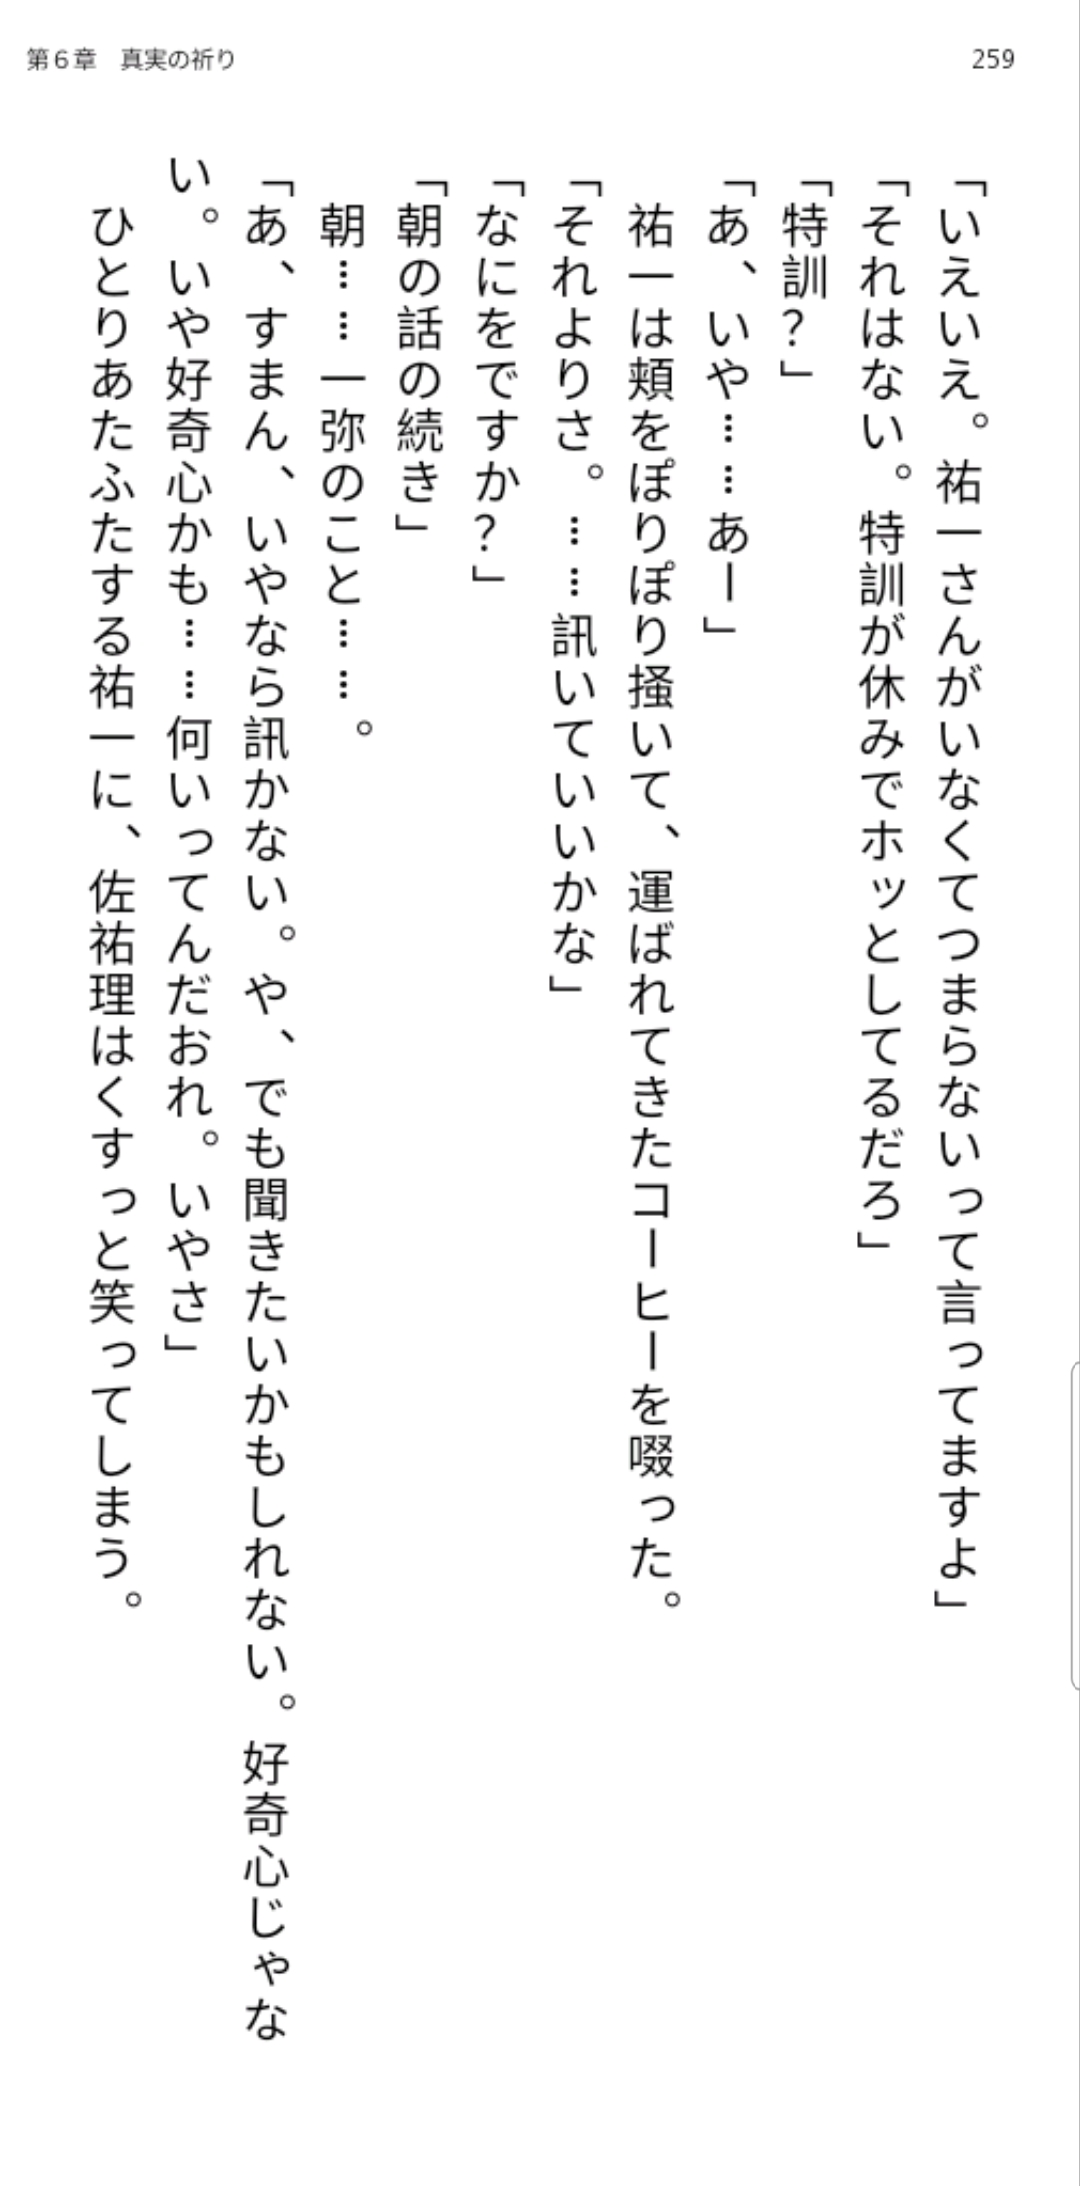 第６章　真実の祈り
259
「いえいえ。祐一さんがいなくてつまらないって言ってますよ」
「それはない。特訓が休みでホッとしてるだろ」
「特訓？」
「あ、いや……あー」
　祐一は頬をぽりぽり掻いて、運ばれてきたコーヒーを啜った。
「それよりさ。……訊いていいかな」
「なにをですか？」
「朝の話の続き」
　朝……一弥のこと……。
「あ、すまん、いやなら訊かない。や、でも聞きたいかもしれない。好奇心じゃな
い。いや好奇心かも……何いってんだおれ。いやさ」
　ひとりあたふたする祐一に、佐祐理はくすっと笑ってしまう。